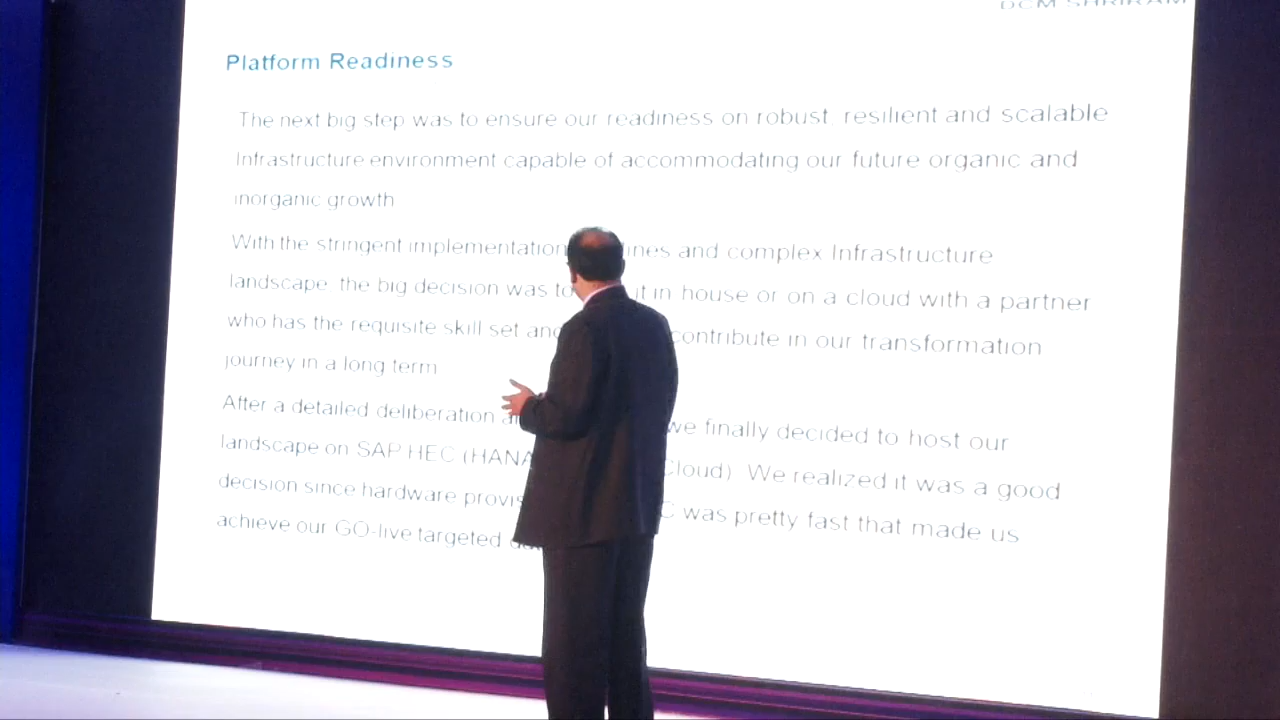 DCM SHRIRAM
Platform Readiness
The next big step was to ensure our readiness on robust, resilient and scalable
Infrastructure environment capable of accommodating our future organic and
inorganic growth
With the stringent implementation ines and complex Infrastructure
landscape, the big decision was to it in house or on a cloud with a partner
who has the requisite skill set and contribute in our transformation
journey in a long term
After a detailed deliberation we finally decided to host our
landscape on SAP HEC (HANA Cloud). We realized it was a good
decision since hardware provis C was pretty fast that made us
achieve our GO-live targeted